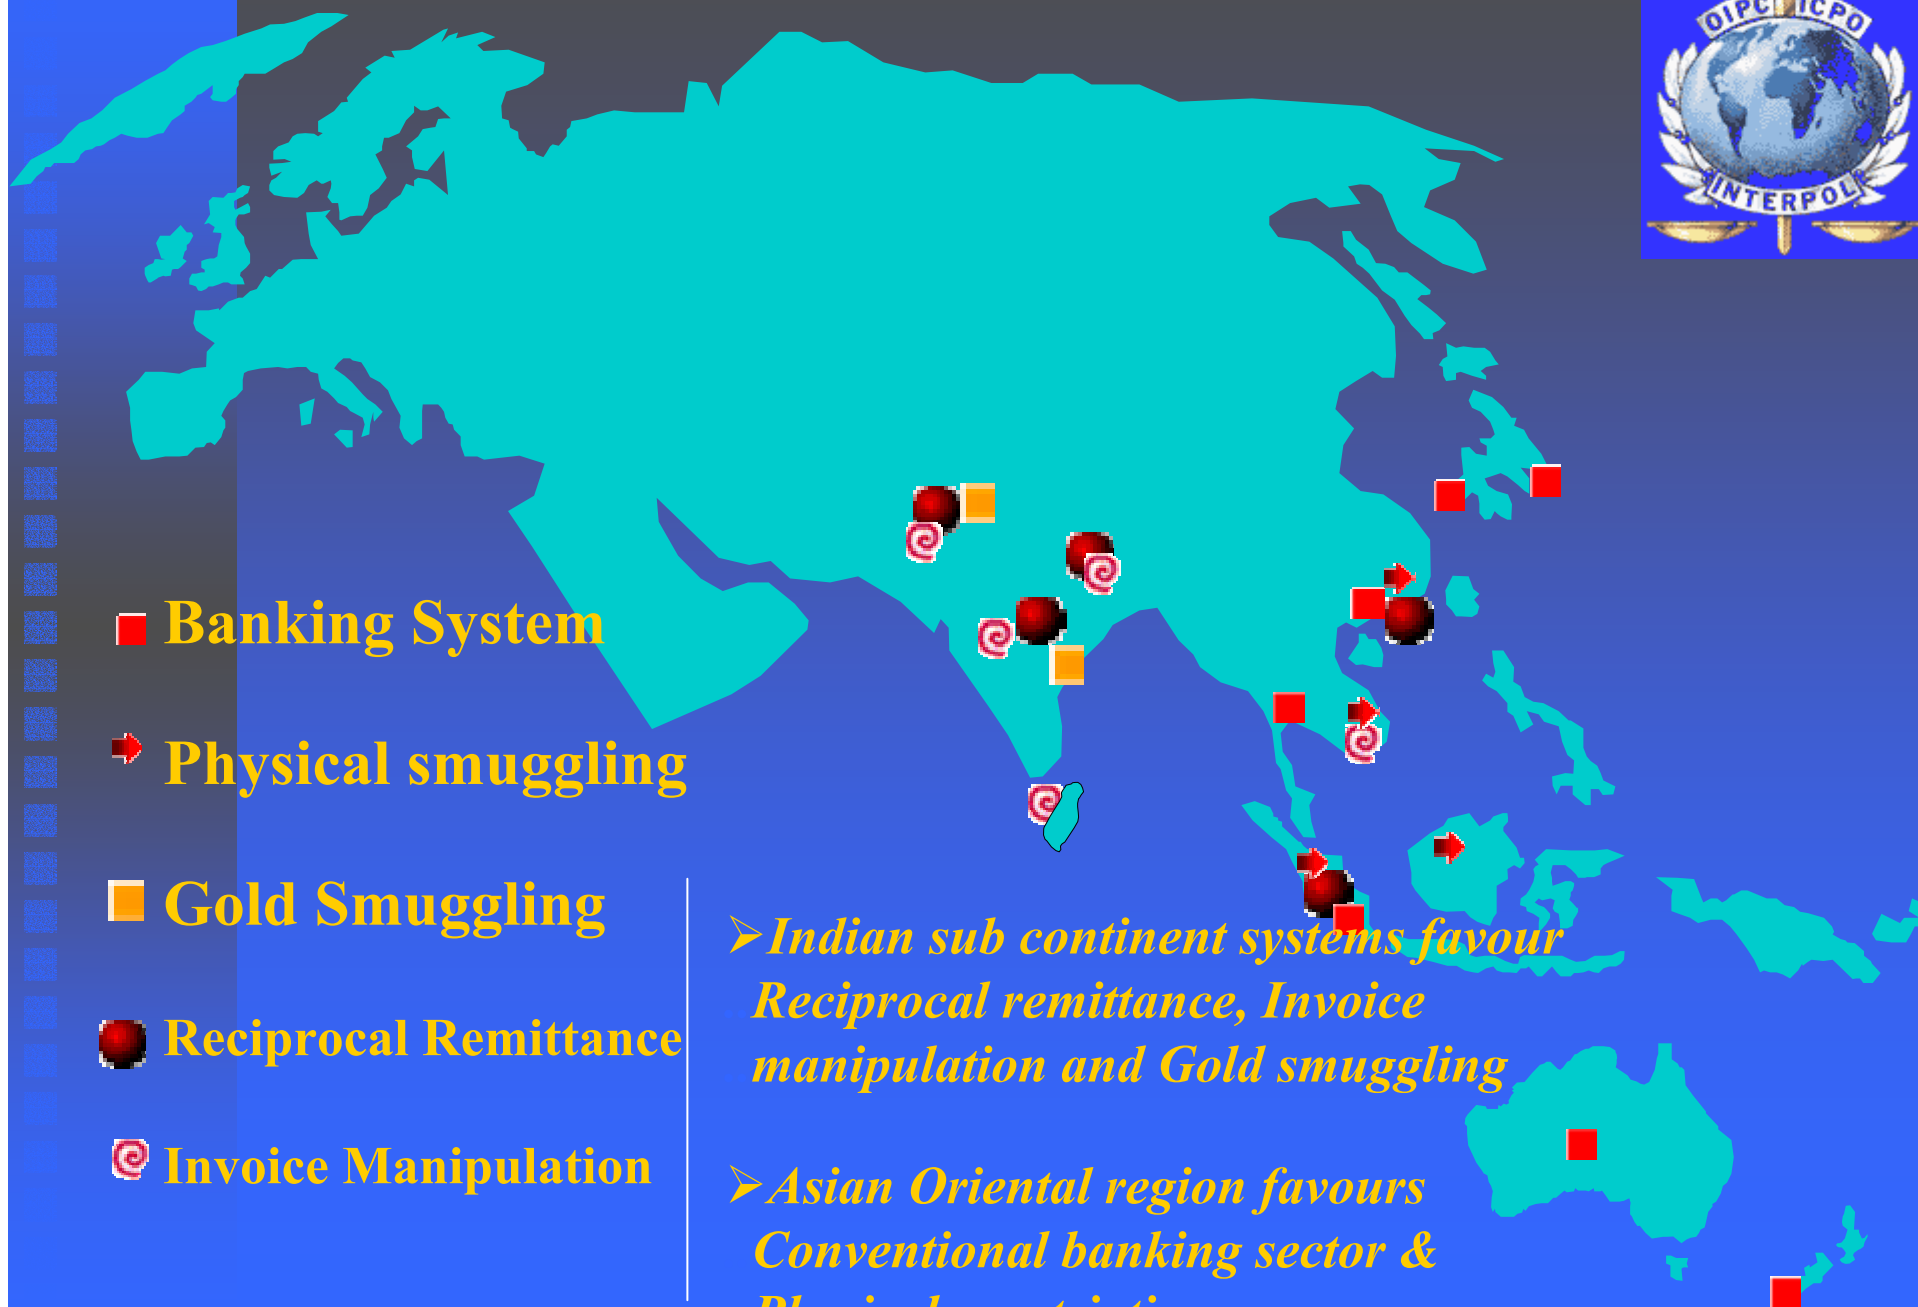 OIPC ICPO
INTERPOL
Banking System
Physical smuggling
Gold Smuggling
Reciprocal Remittance
Invoice Manipulation
➢Indian sub continent systems favour
Reciprocal remittance, Invoice
manipulation and Gold smuggling
➢Asian Oriental region favours
Conventional banking sector &